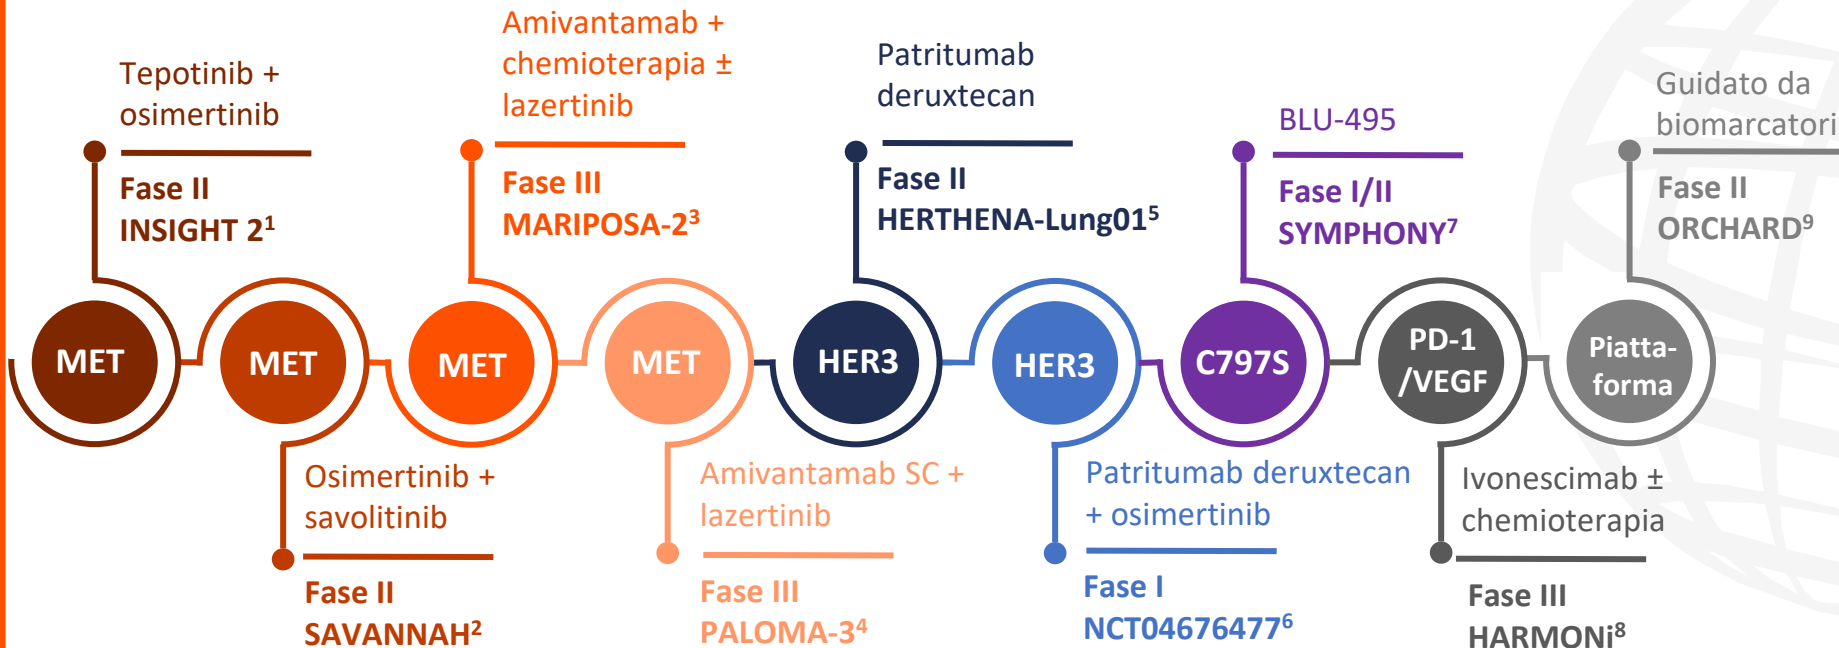 Tepotinib +
osimertinib
Fase II
INSIGHT 2¹
MET
MET
Osimertinib +
savolitinib
Fase II
SAVANNAH²
Amivantamab +
chemioterapia ±
lazertinib
Fase III
MARIPOSA-2³
MET
MET
Amivantamab SC +
lazertinib
Fase III
PALOMA-3⁴
Patritumab
deruxtecan
Fase II
HERTHENA-Lung01⁵
HER3
HER3
Patritumab deruxtecan
+ osimertinib
Fase I
NCT04676477⁶
BLU-495
Fase I/II
SYMPHONY⁷
C797S
PD-1
/VEGF
Ivonescimab ±
chemioterapia
Fase III
HARMONi⁸
Guidato da
biomarcatori
Fase II
ORCHARD⁹
Piatta-
forma